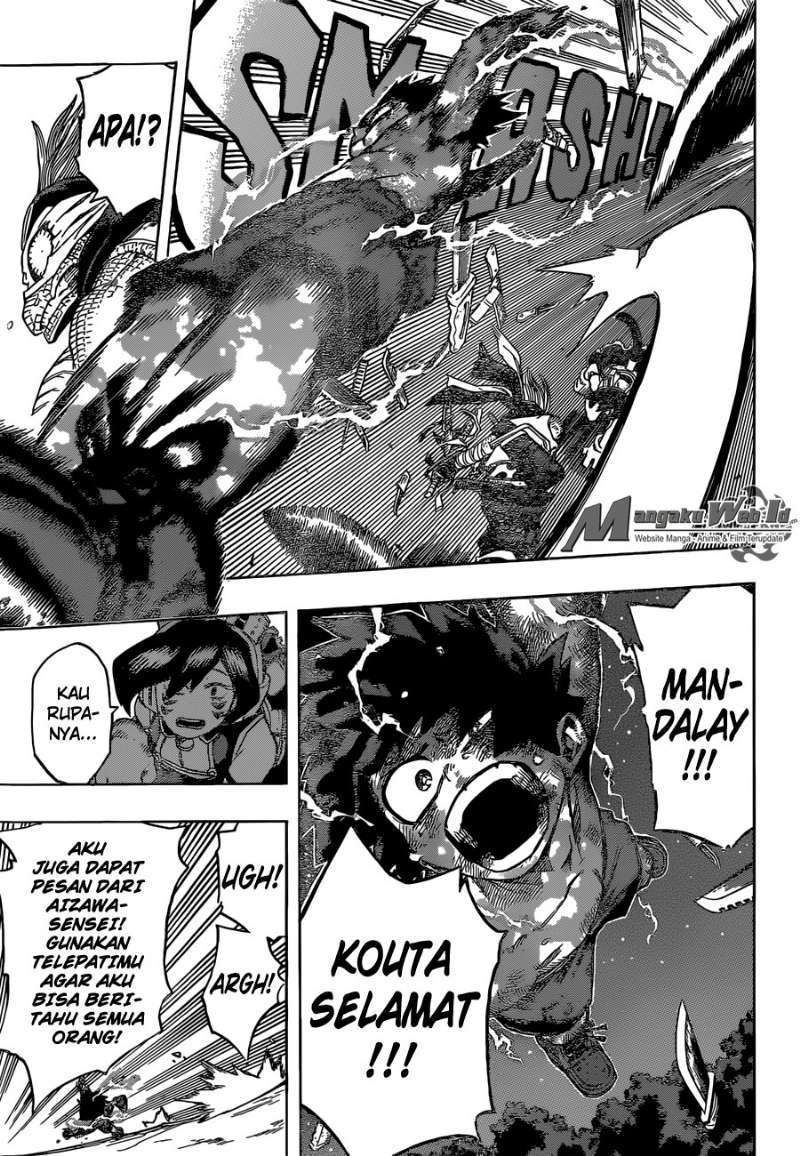 SMASH!
APA!?
Mangaku.Web.Id
Website Manga - Anime & Film Terupdate
MAN-
DALAY
!!!
KOUTA
SELAMAT
!!!
KAU
RUPA-
NYA...
UGH!
ARGH!
AKU
JUGA DAPAT
PESAN DARI
AIZAWA-
SENSEI!
GUNAKAN
TELEPATIMU
AGAR AKU
BISA BERI-
TAHU SEMUA
ORANG!